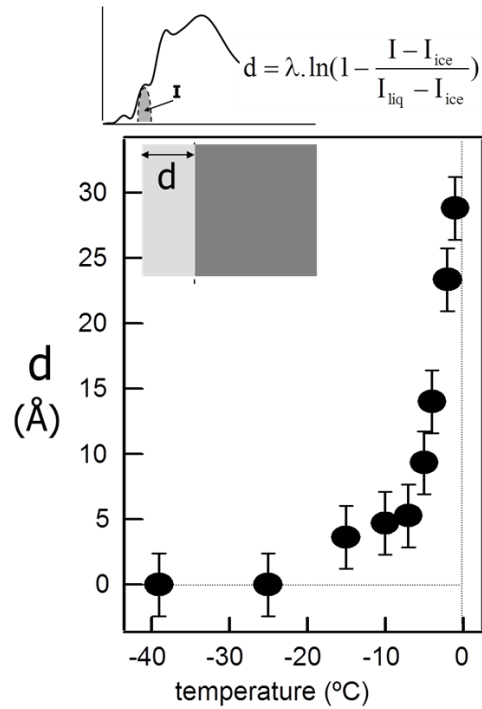 I
d = λ.ln(1 − (I − I_ice)/(I_liq − I_ice))
d
30
25
20
15
10
5
0
d
(Å)
-40 -30 -20 -10 0
temperature (ºC)